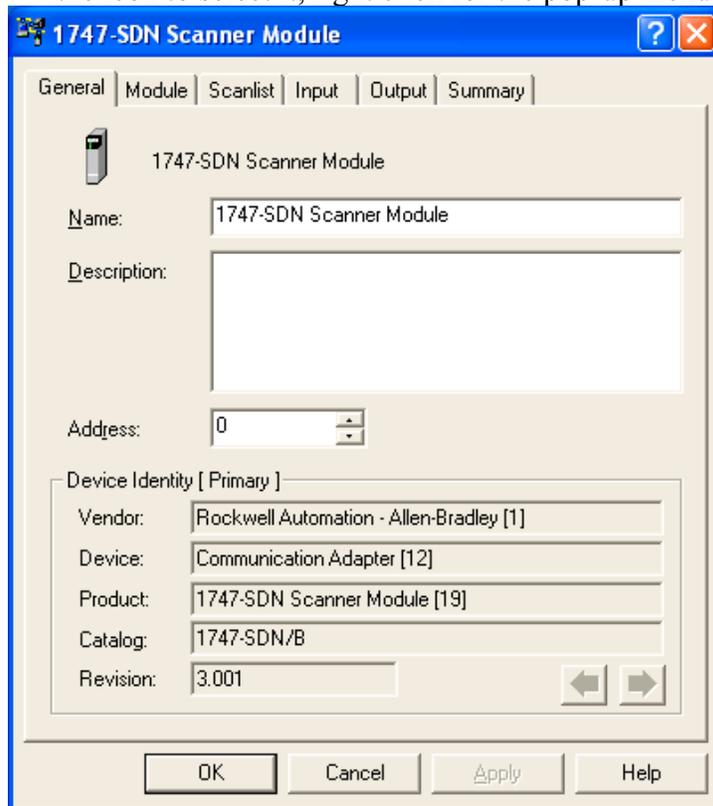 1747-SDN Scanner Module
General Module Scanlist Input Output Summary
1747-SDN Scanner Module
Name: 1747-SDN Scanner Module
Description:
Address: 0
Device Identity [ Primary ]
Vendor: Rockwell Automation - Allen-Bradley [1]
Device: Communication Adapter [12]
Product: 1747-SDN Scanner Module [19]
Catalog: 1747-SDN/B
Revision: 3.001
OK Cancel Apply Help